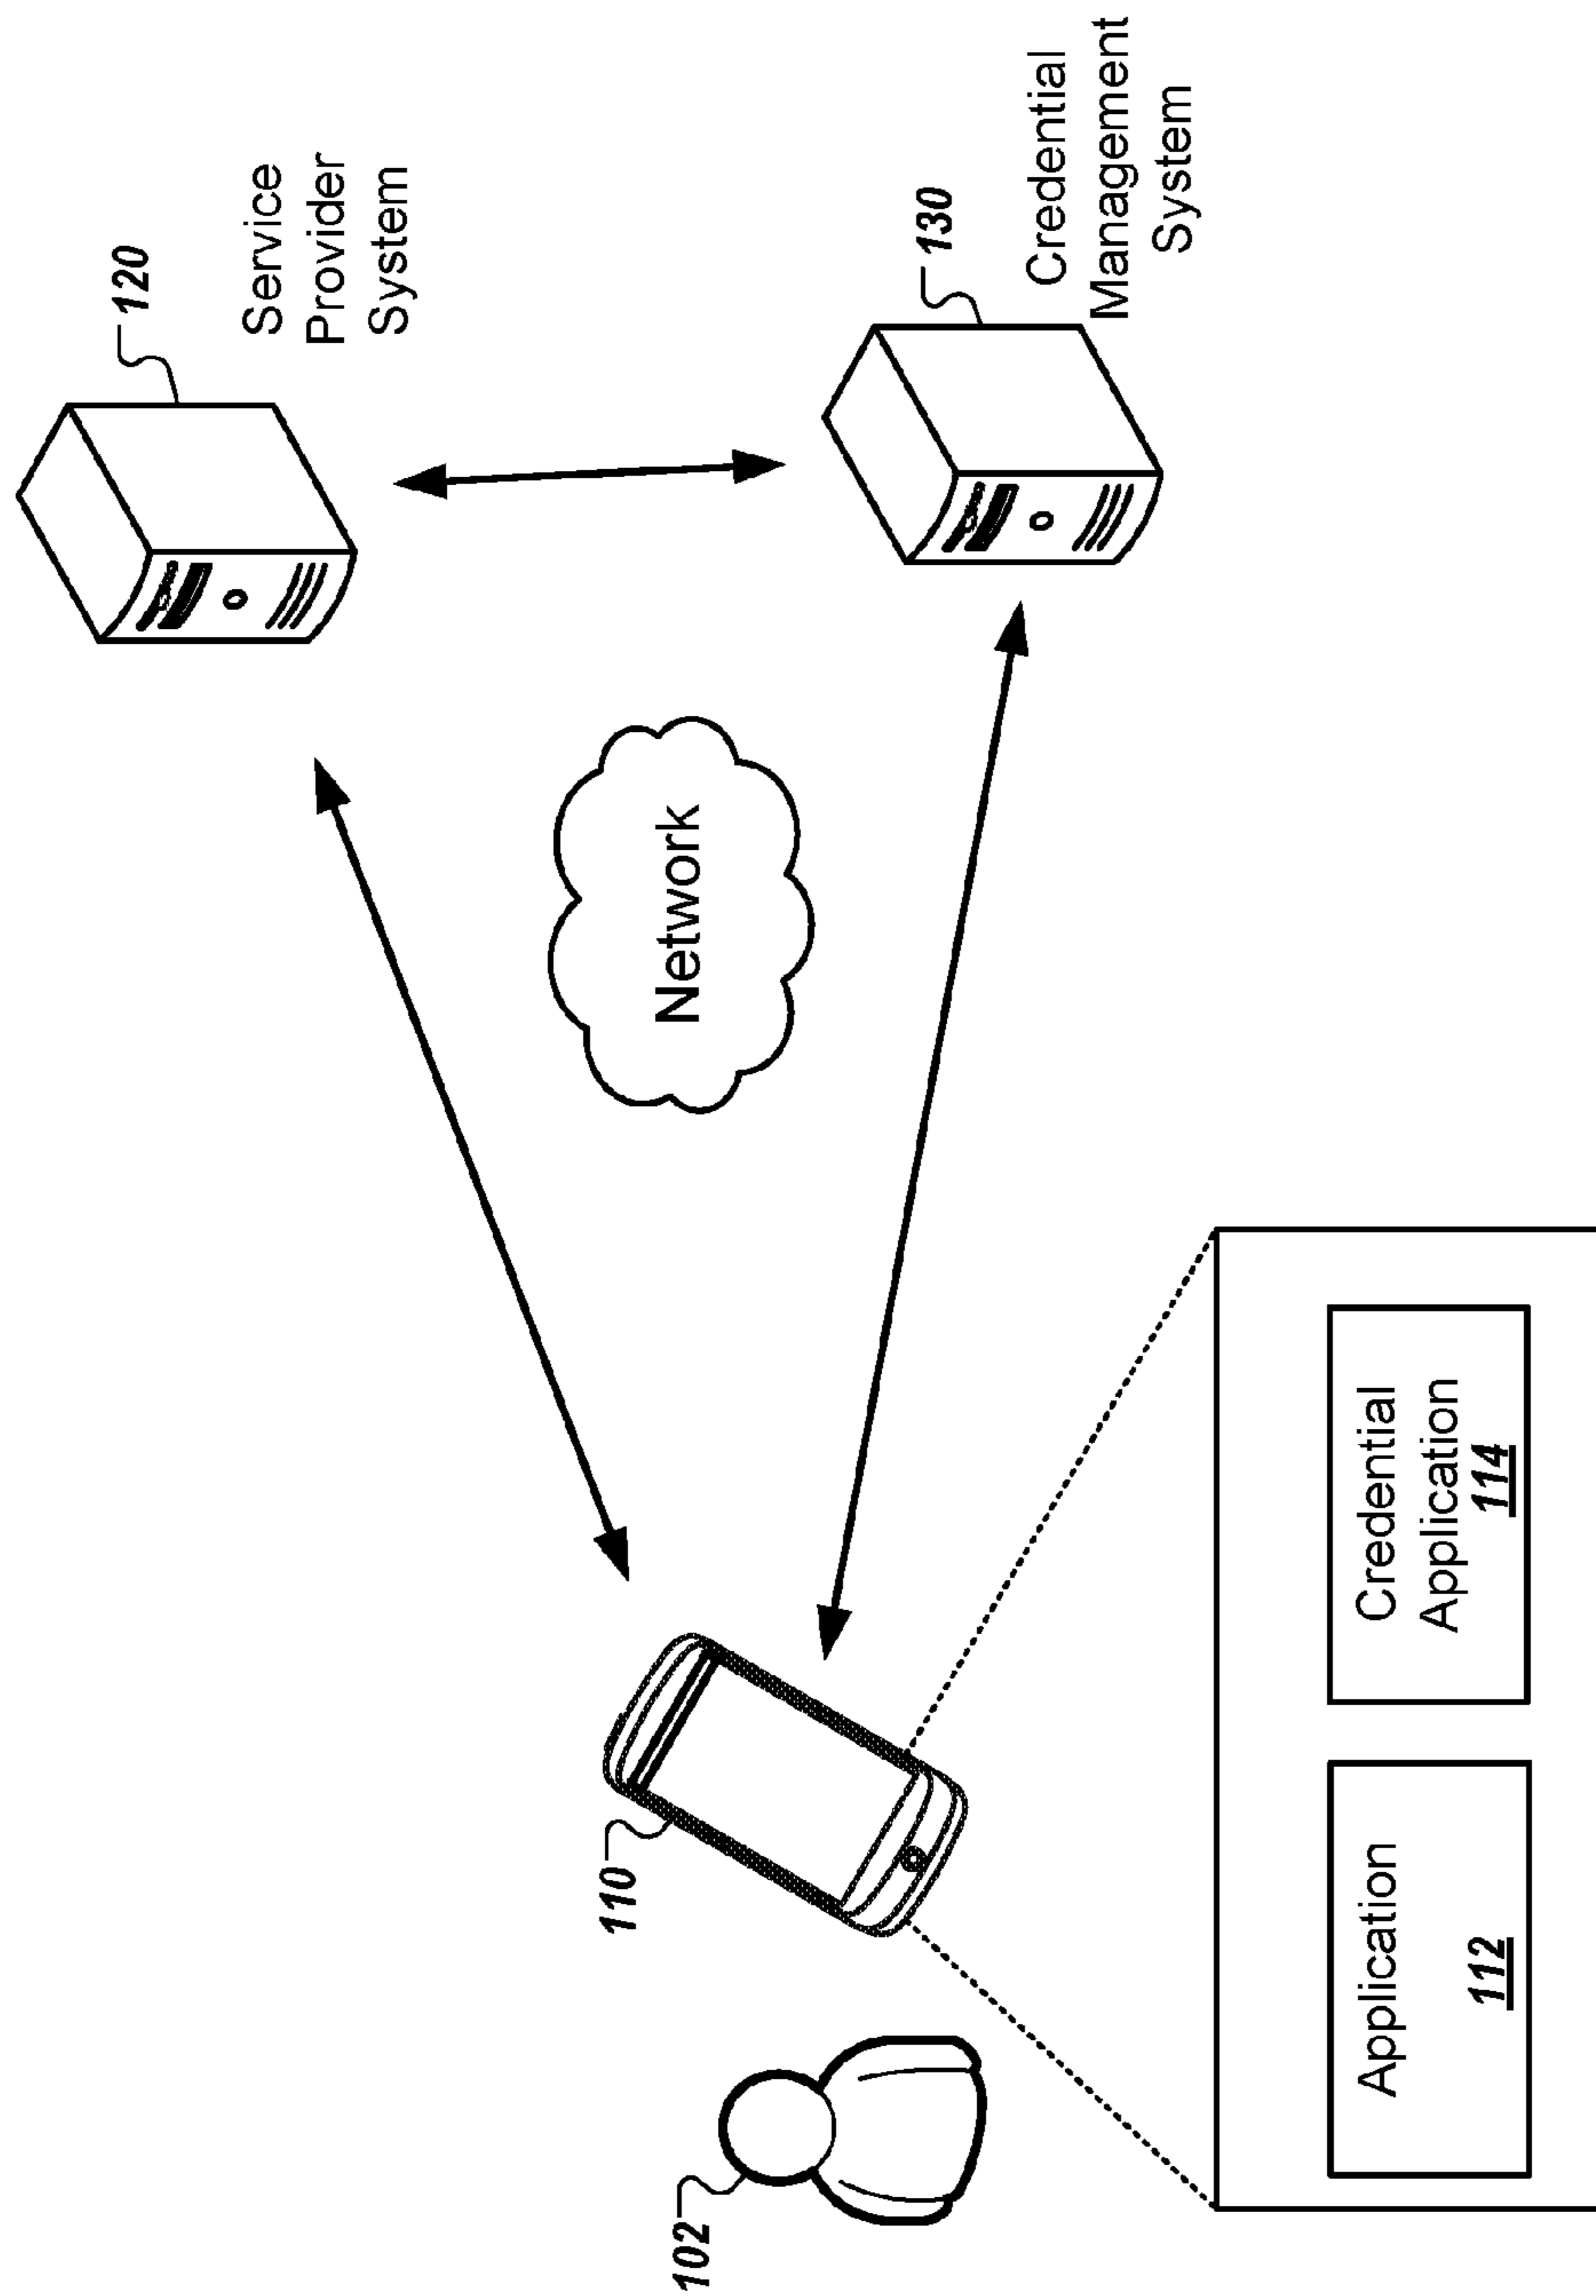 120
Service
Provider
System
Network
130
Credential
Management
System
102
110
Application
112
Credential
Application
114